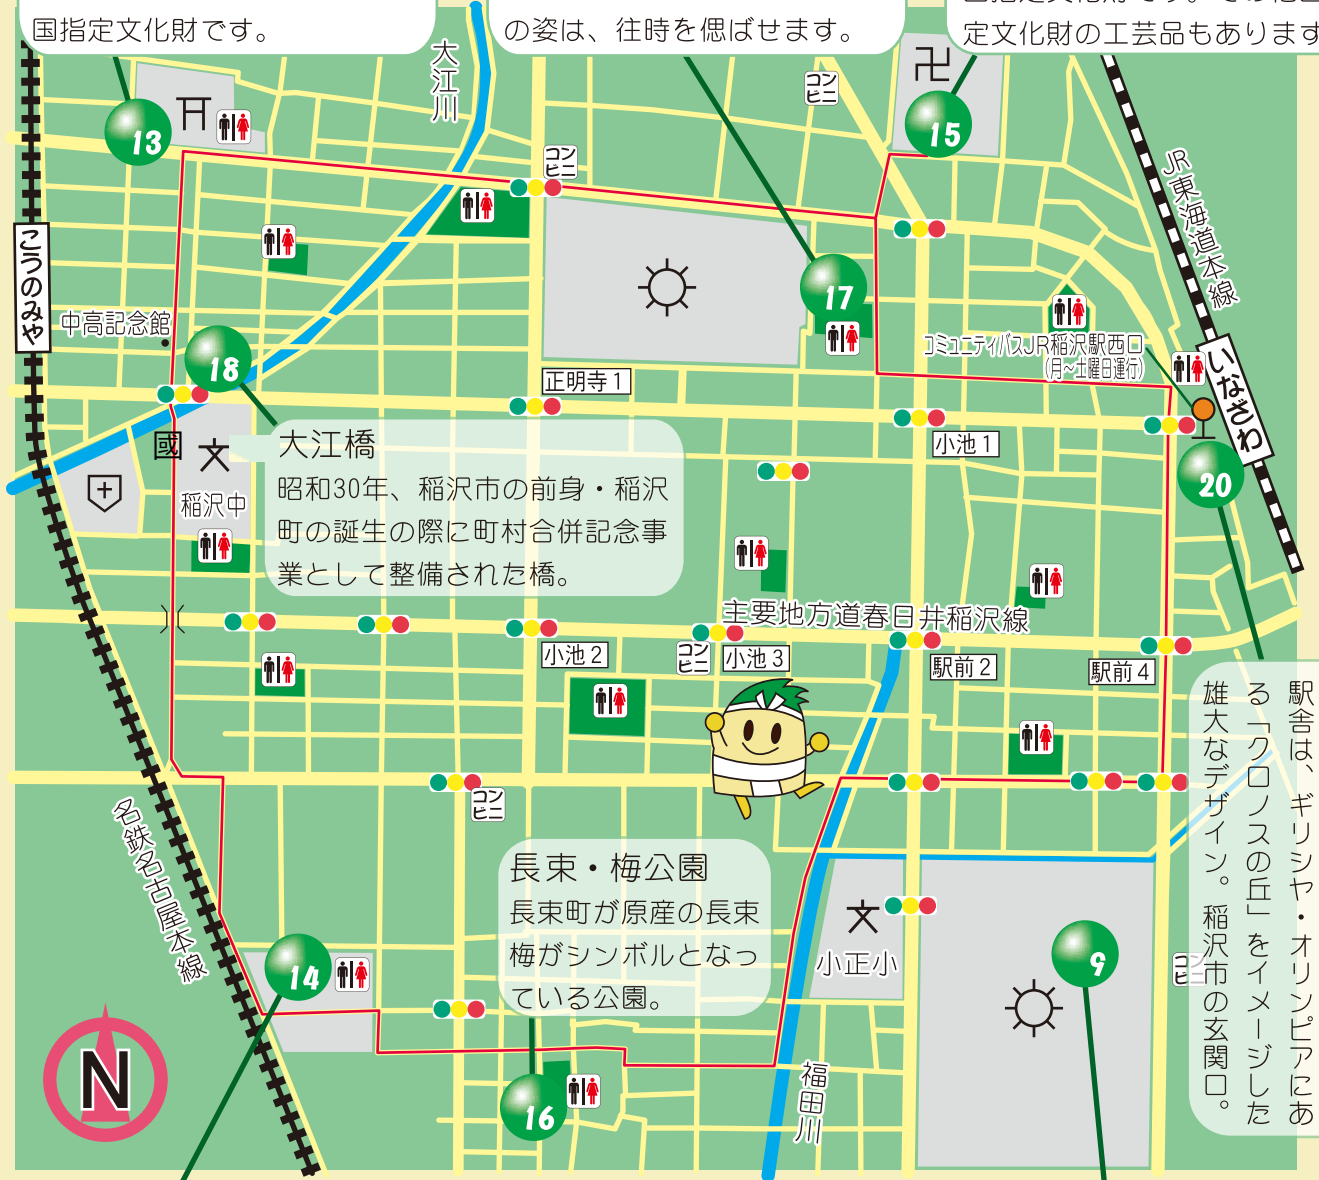 国指定文化財です。
の姿は、往時を偲ばせます。
定文化財の工芸品もあります
大江川
コン
ビニ
卍
13
15
コン
ビニ
JR東海道本線
こうのみや
17
中高記念館
18
コミュニティバスJR稲沢駅西口
(月〜土曜日運行)
いなざわ
正明寺1
小池1
國
文
稲沢中
大江橋
昭和30年、稲沢市の前身・稲沢
町の誕生の際に町村合併記念事
業として整備された橋。
20
主要地方道春日井稲沢線
小池2
コン
ビニ
小池3
駅前2
駅前4
駅舎は、ギリシャ・オリンピアにあ
る「クロノスの丘」をイメージした
雄大なデザイン。稲沢市の玄関口。
コン
ビニ
名鉄名古屋本線
長束・梅公園
長束町が原産の長束
梅がシンボルとなっ
ている公園。
文
小正小
14
9
コン
ビニ
N
16
福田川